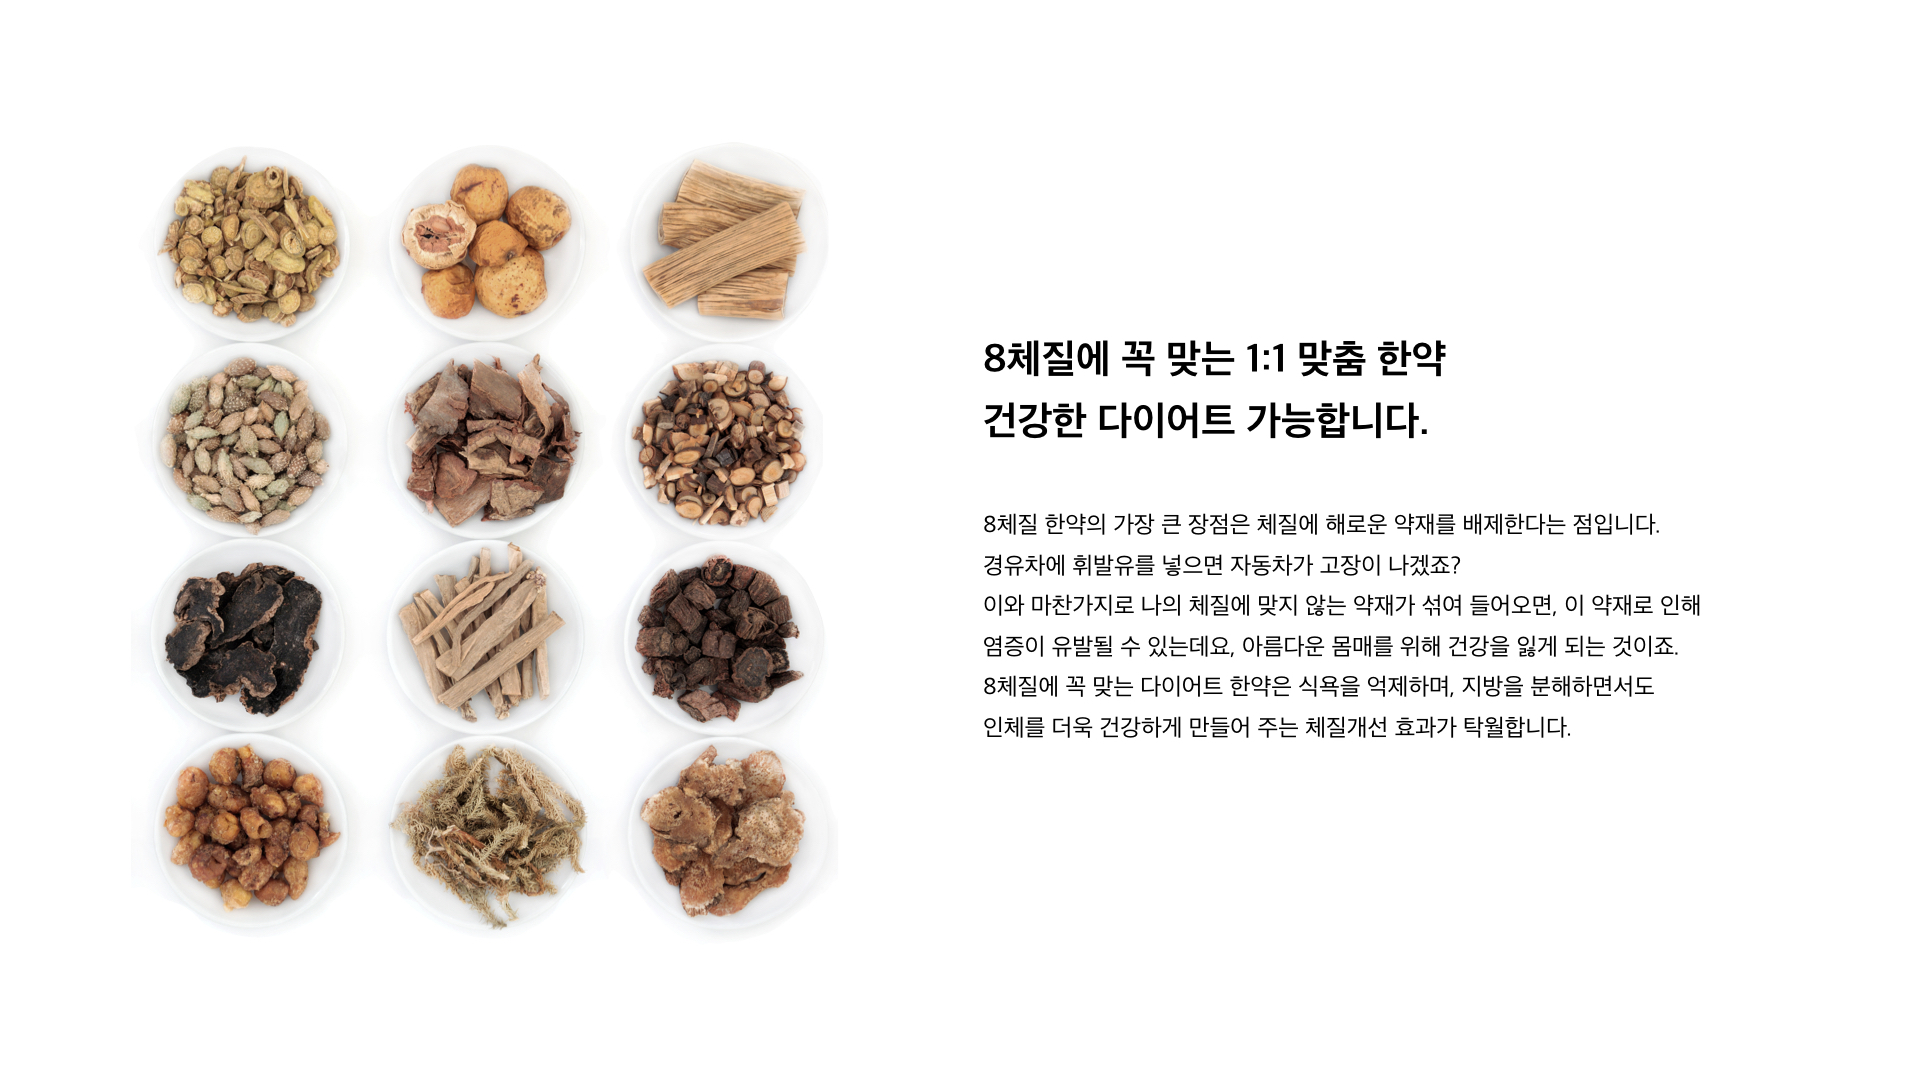 8체질에 꼭 맞는 1:1 맞춤 한약
건강한 다이어트 가능합니다.
8체질 한약의 가장 큰 장점은 체질에 해로운 약재를 배제한다는 점입니다.
경유차에 휘발유를 넣으면 자동차가 고장이 나겠죠?
이와 마찬가지로 나의 체질에 맞지 않는 약재가 섞여 들어오면, 이 약재로 인해
염증이 유발될 수 있는데요, 아름다운 몸매를 위해 건강을 잃게 되는 것이죠.
8체질에 꼭 맞는 다이어트 한약은 식욕을 억제하며, 지방을 분해하면서도
인체를 더욱 건강하게 만들어 주는 체질개선 효과가 탁월합니다.